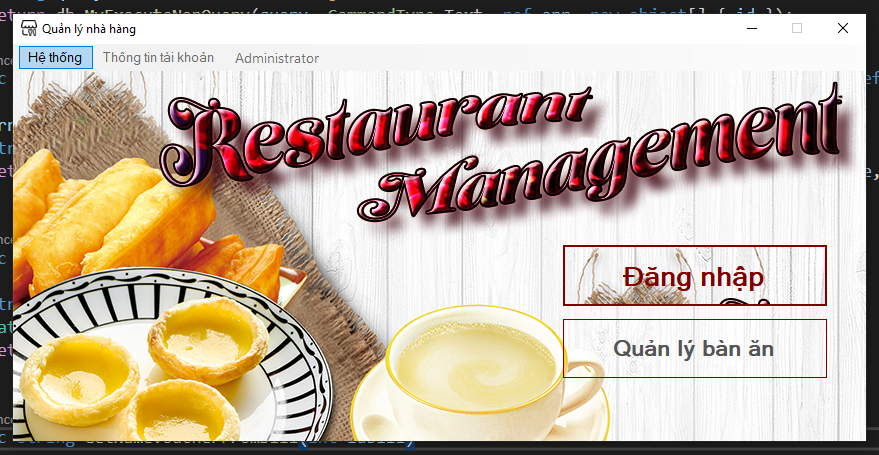 Quản lý nhà hàng
Hệ thống Thông tin tài khoản Administrator
Restaurant
Management
Đăng nhập
Quản lý bàn ăn